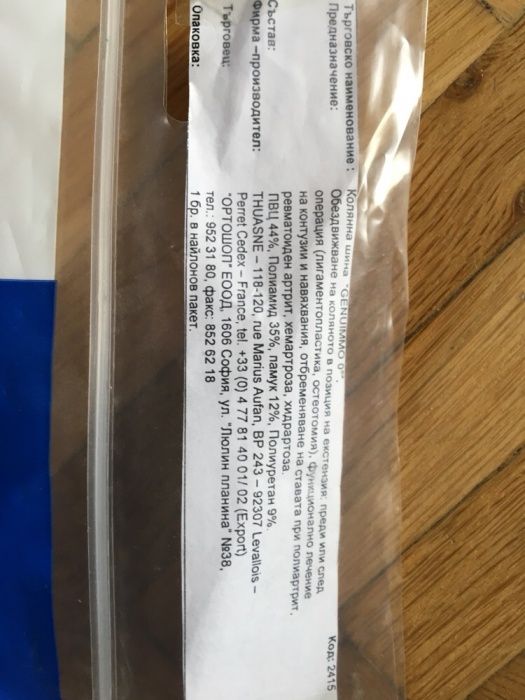 Търговско наименование : Колянна шина "GENUIMMO 0°". Код: 2415
Предназначение: Обездвижване на коляното в позиция на екстензия; преди или след
операция (лигаментопластика, остеотомия). Функционално лечение
на контузии и навяхвания, отбременяване на ставата при полиартрит,
ревматоиден артрит, хемартроза, хидрартоза.
Състав: ПВЦ 44%, Полиамид 35%, памук 12%, Полиуретан 9%.
Фирма –производител: THUASNE – 118-120, rue Marius Aufan, BP 243 – 92307 Levallois –
Perret Cedex – France, tel. +33 (0) 4 77 81 40 01/ 02 (Export)
Търговец: "ОРТОШОП" ЕООД, 1606 София, ул. "Люлин планина" №38,
тел.: 952 31 80, факс: 852 62 18
Опаковка: 1 бр. в найлонов пакет.